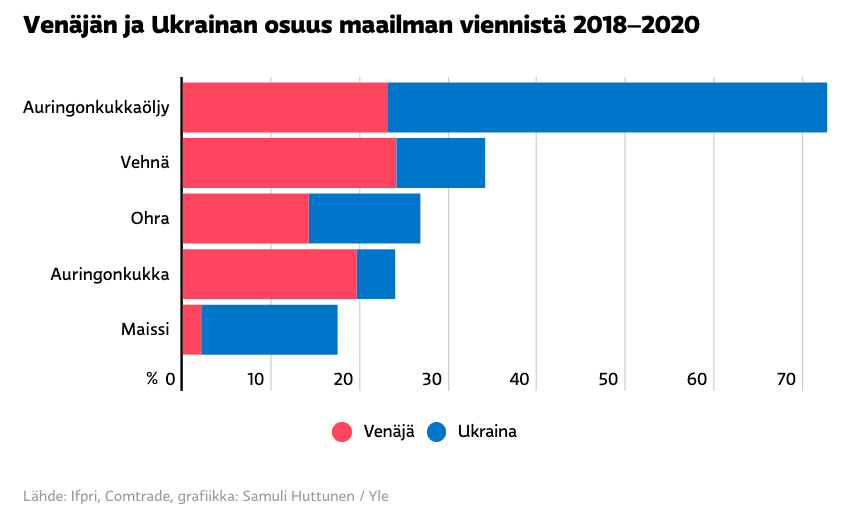 Venäjän ja Ukrainan osuus maailman viennistä 2018–2020
Auringonkukkaöljy
Vehnä
Ohra
Auringonkukka
Maissi
% 0 10 20 30 40 50 60 70
Venäjä Ukraina
Lähde: Ifpri, Comtrade, grafiikka: Samuli Huttunen / Yle